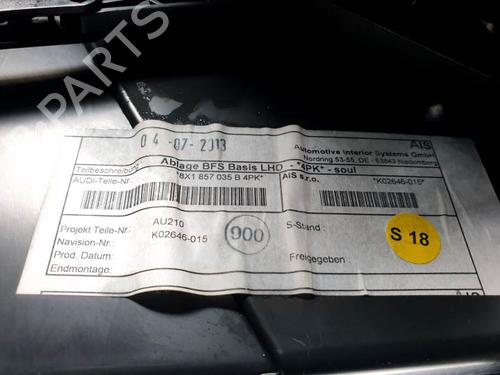 B-PARTS
04-07-2013
AIS
Automotive Interior Systems GmbH
Nordring 53-55, DE - 63843 Niedernberg
Teilbeschreibung: Ablage BFS Basis LHD - *4PK* - soul
AUDI-Teile-Nr.: *8X1 857 035 B 4PK* AIS s.r.o. *K02646-015*
Projekt Teile-Nr.: AU210
Navision-Nr.: K02646-015
Prod. Datum:
Endmontage:
900
S-Stand :
Freigegeben :
S 18
AIS